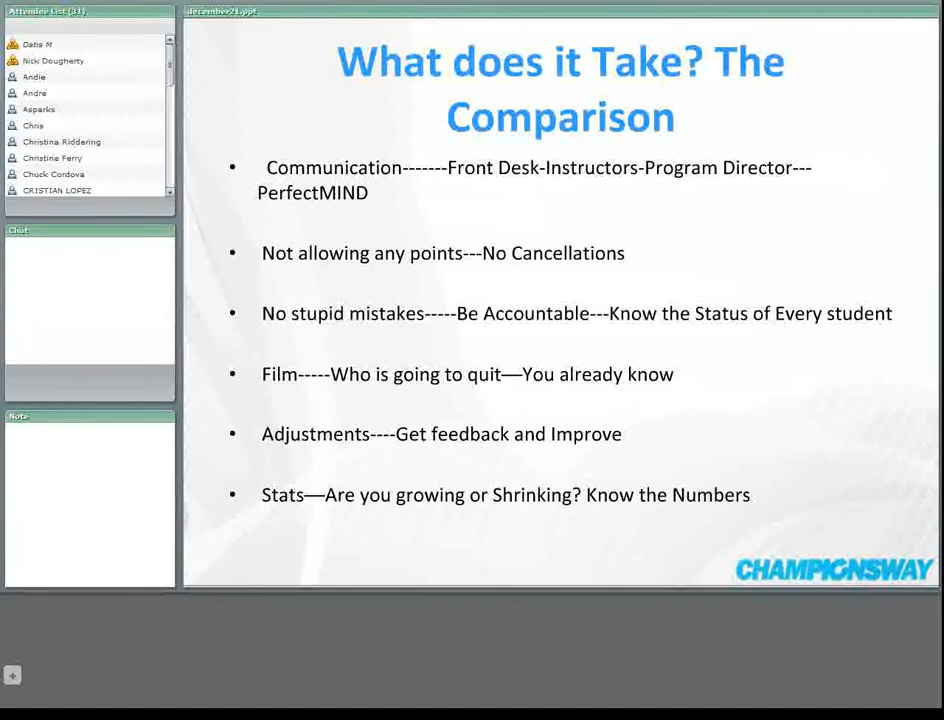 Attendee List (31)
Datis M
Nick Dougherty
Andie
Andre
Asparks
Chris
Christina Riddering
Christine Ferry
Chuck Cordova
CRISTIAN LOPEZ
Chat
Note
december21.ppt
What does it Take? The
Comparison
• Communication-------Front Desk-Instructors-Program Director---
PerfectMIND
• Not allowing any points---No Cancellations
• No stupid mistakes-----Be Accountable---Know the Status of Every student
• Film-----Who is going to quit—You already know
• Adjustments----Get feedback and Improve
• Stats—Are you growing or Shrinking? Know the Numbers
CHAMPIONSWAY